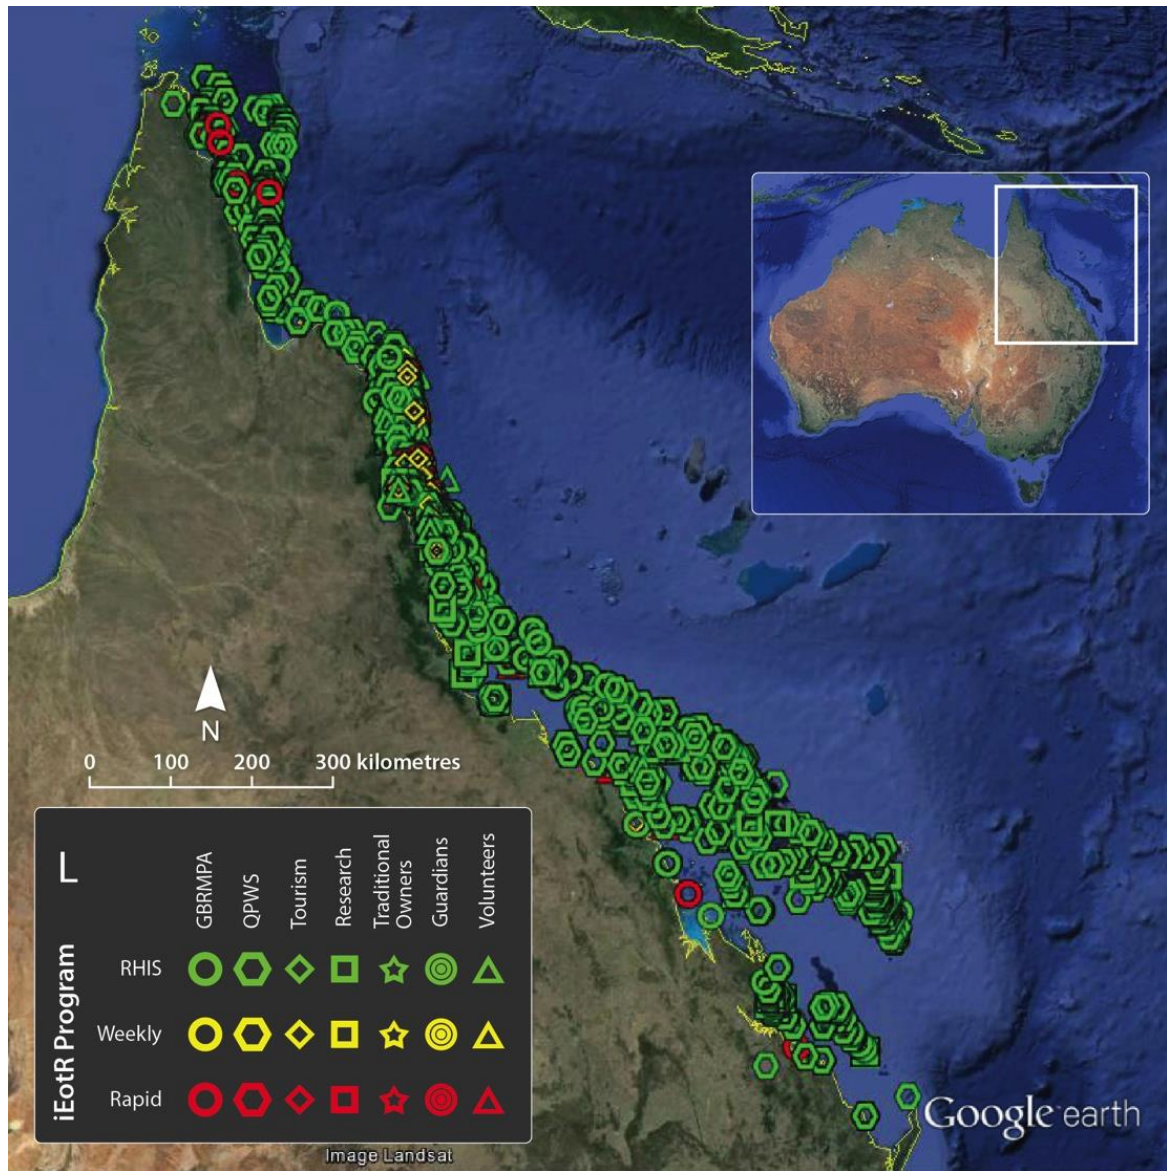 N
0 100 200 300 kilometres
L
GBRMPA
QPWS
Tourism
Research
Traditional
Owners
Guardians
Volunteers
iEotR Program
RHIS
Weekly
Rapid
Google earth
Image Landsat